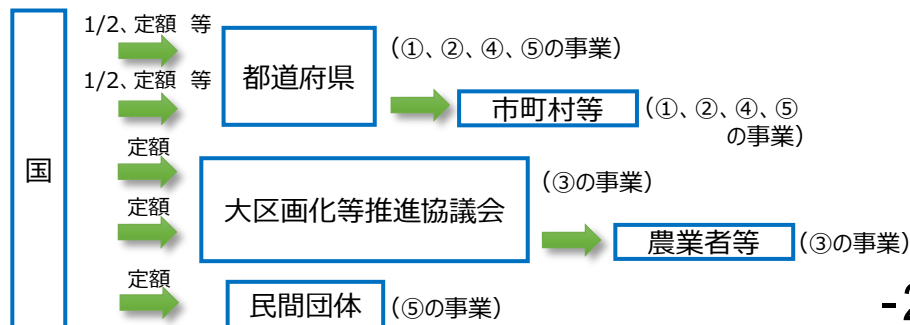 国
1/2、定額 等
1/2、定額 等
都道府県
(①、②、④、⑤の事業)
市町村等
(①、②、④、⑤
の事業)
定額
定額
大区画化等推進協議会
(③の事業)
農業者等
(③の事業)
定額
民間団体
(⑤の事業)